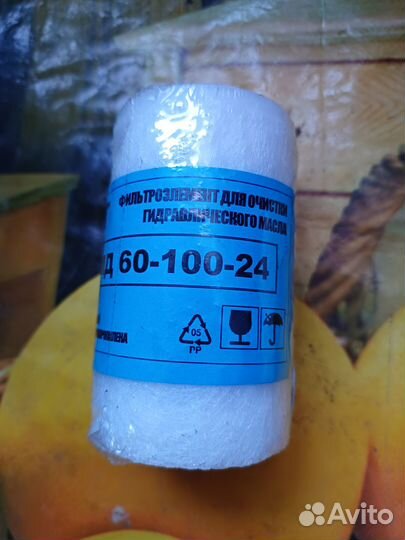 ФИЛЬТРОЭЛЕМЕНТ ДЛЯ ОЧИСТКИ
ГИДРАВЛИЧЕСКОГО МАСЛА
Д 60-100-24
05
PP
Avito